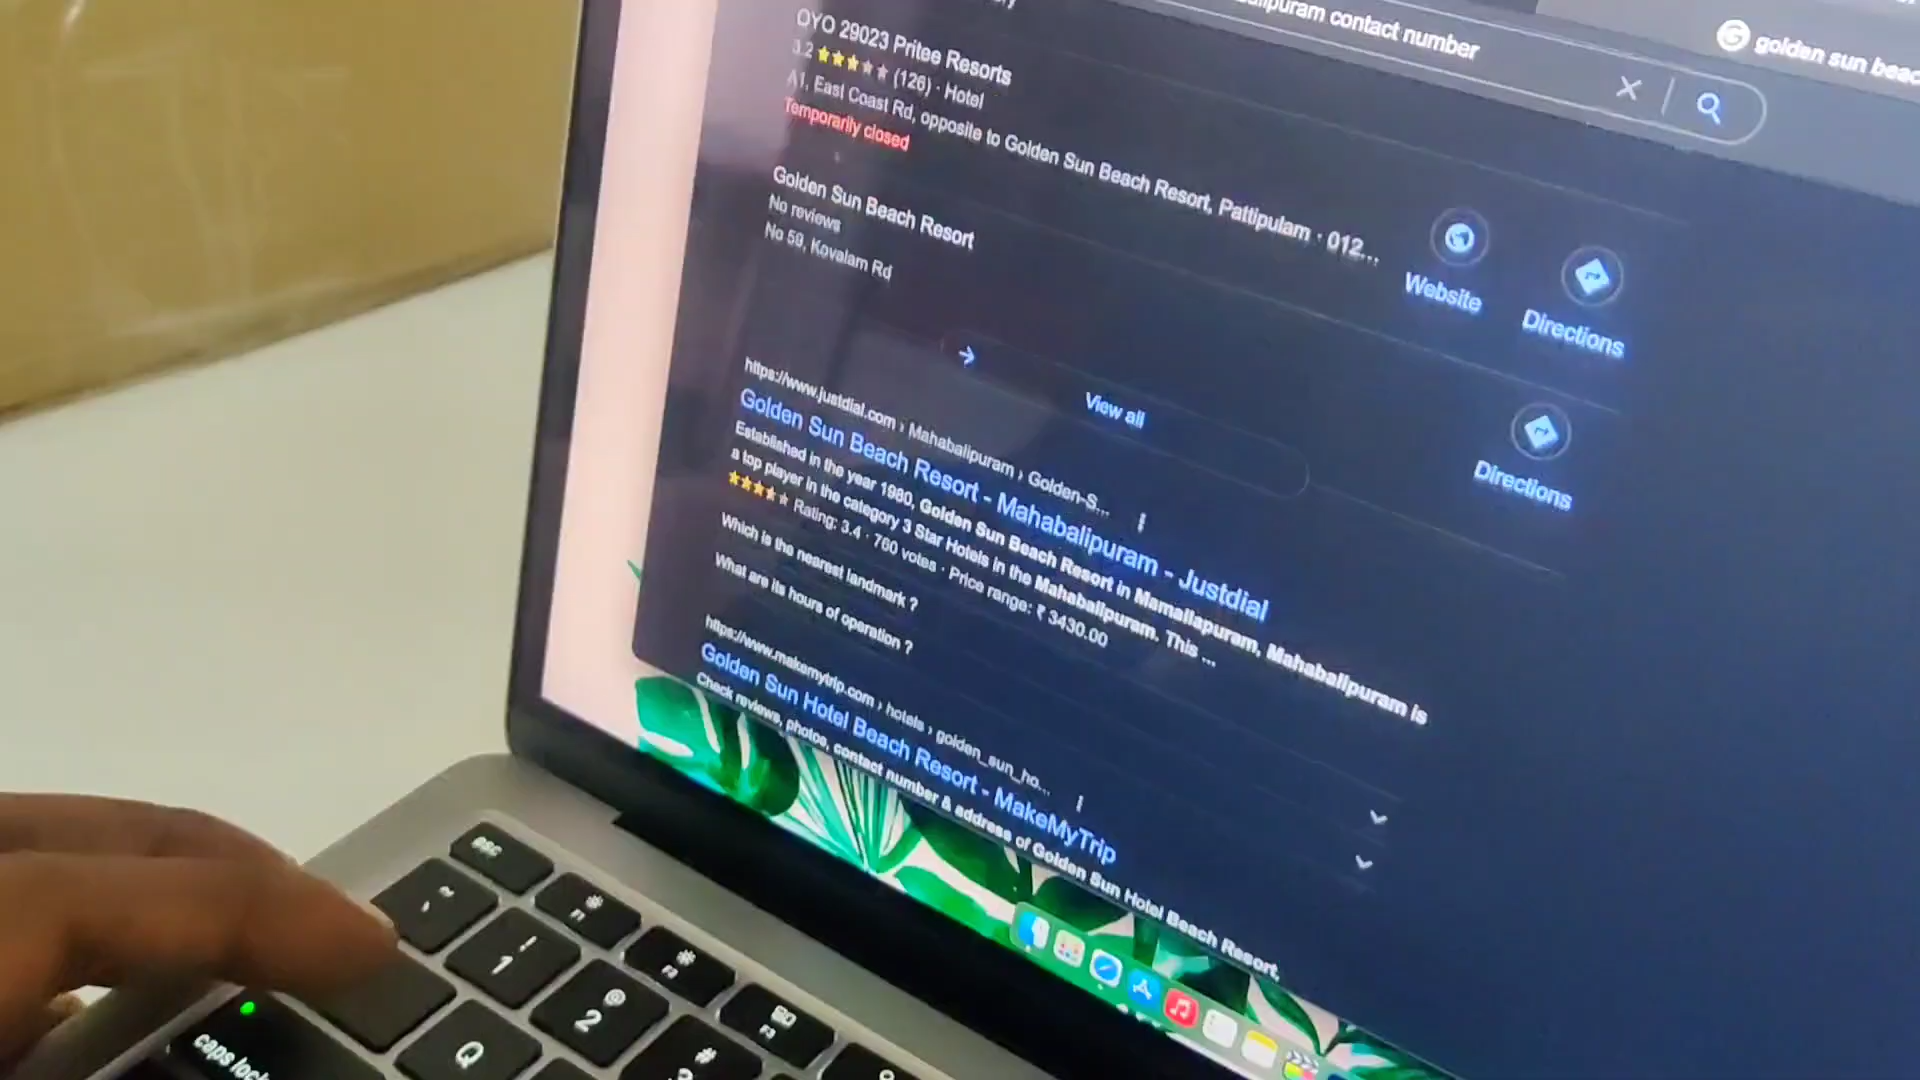 puram contact number
golden sun beac
OYO 29023 Pritee Resorts
3.2 (126) · Hotel
A1, East Coast Rd, opposite to Golden Sun Beach Resort, Pattipulam · 012...
Temporarily closed
Website
Directions
Golden Sun Beach Resort
No reviews
No 59, Kovalam Rd
Directions
View all
https://www.justdial.com › Mahabalipuram › Golden-S...
Golden Sun Beach Resort - Mahabalipuram - Justdial
Established in the year 1980, Golden Sun Beach Resort in Mamallapuram, Mahabalipuram is
a top player in the category 3 Star Hotels in the Mahabalipuram. This ...
Rating: 3.4 · 760 votes · Price range: ₹ 3430.00
Which is the nearest landmark ?
What are its hours of operation ?
https://www.makemytrip.com › hotels › golden_sun_ho...
Golden Sun Hotel Beach Resort - MakeMyTrip
Check reviews, photos, contact number & address of Golden Sun Hotel Beach Resort,
esc
F1
F2
F3
~
!
1
@
2
#
Q
caps lock